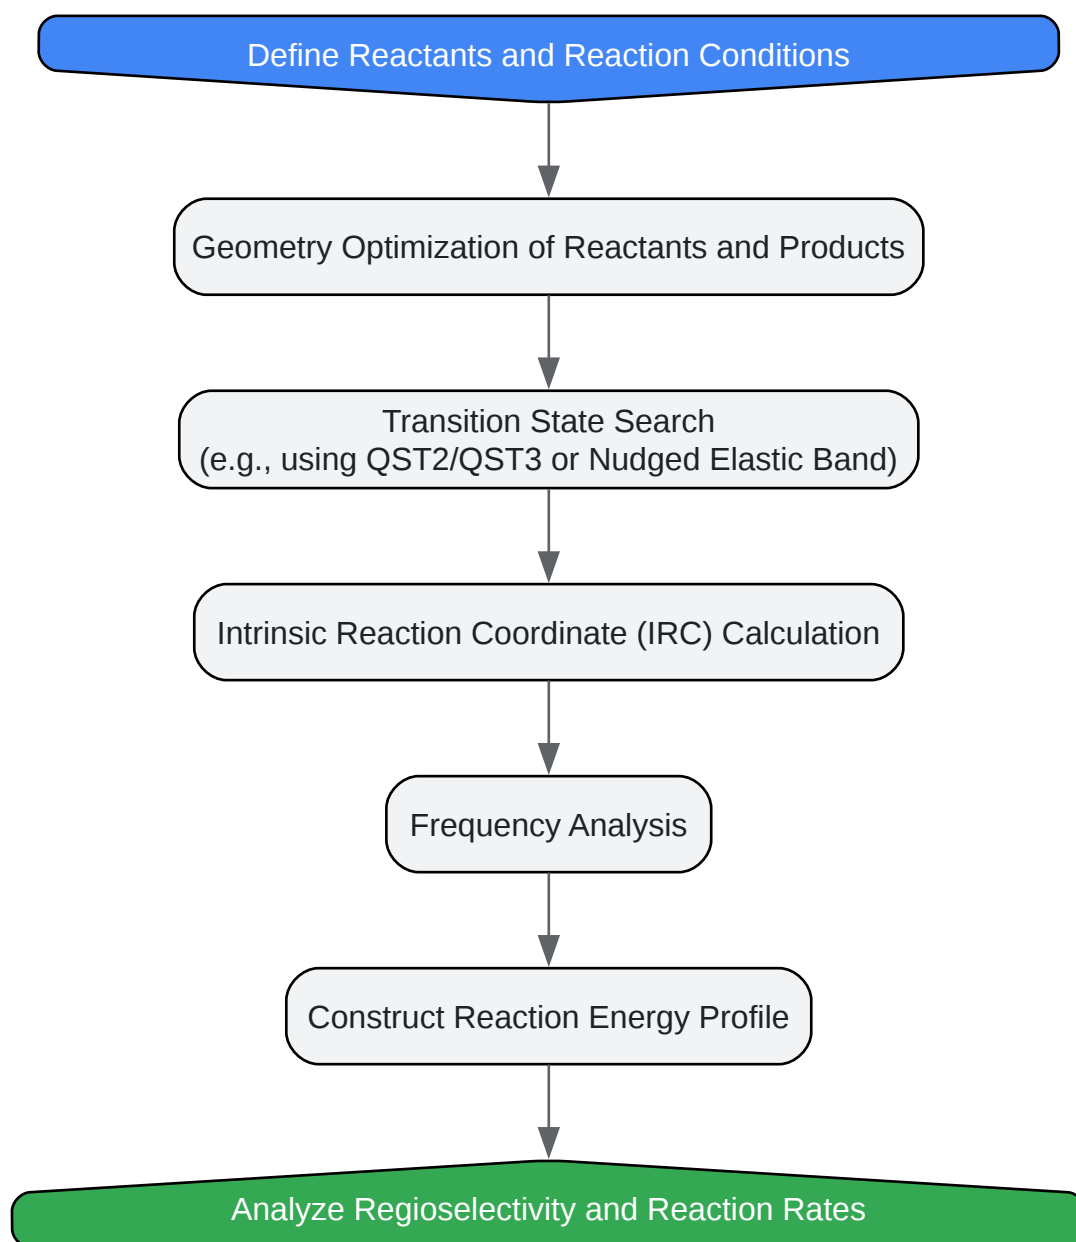 Define Reactants and Reaction Conditions
Geometry Optimization of Reactants and Products
Transition State Search
(e.g., using QST2/QST3 or Nudged Elastic Band)
Intrinsic Reaction Coordinate (IRC) Calculation
Frequency Analysis
Construct Reaction Energy Profile
Analyze Regioselectivity and Reaction Rates